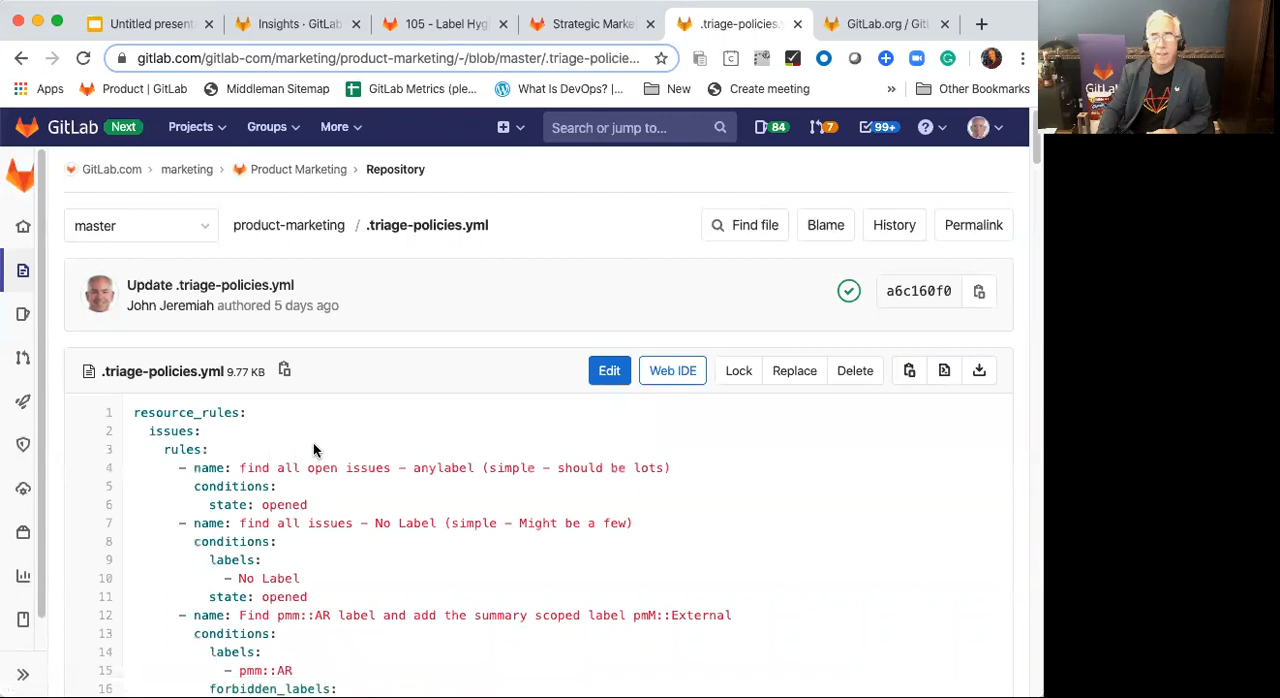 Untitled present
Insights · GitLab
105 - Label Hyg
Strategic Marke
.triage-policies.
GitLab.org / Git
gitlab.com/gitlab-com/marketing/product-marketing/-/blob/master/.triage-policie...
Apps
Product | GitLab
Middleman Sitemap
GitLab Metrics (ple...
What Is DevOps? |...
New
Create meeting
»
Other Bookmarks
GitLab
Next
Projects
Groups
More
Search or jump to...
84
7
99+
GitLab.com › marketing › Product Marketing › Repository
master
product-marketing / .triage-policies.yml
Find file
Blame
History
Permalink
Update .triage-policies.yml
John Jeremiah authored 5 days ago
a6c160f0
.triage-policies.yml 9.77 KB
Edit
Web IDE
Lock
Replace
Delete
1 resource_rules:
2 issues:
3 rules:
4 - name: find all open issues - anylabel (simple - should be lots)
5 conditions:
6 state: opened
7 - name: find all issues - No Label (simple - Might be a few)
8 conditions:
9 labels:
10 - No Label
11 state: opened
12 - name: Find pmm::AR label and add the summary scoped label pmM::External
13 conditions:
14 labels:
15 - pmm::AR
16 forbidden_labels:
GitLab